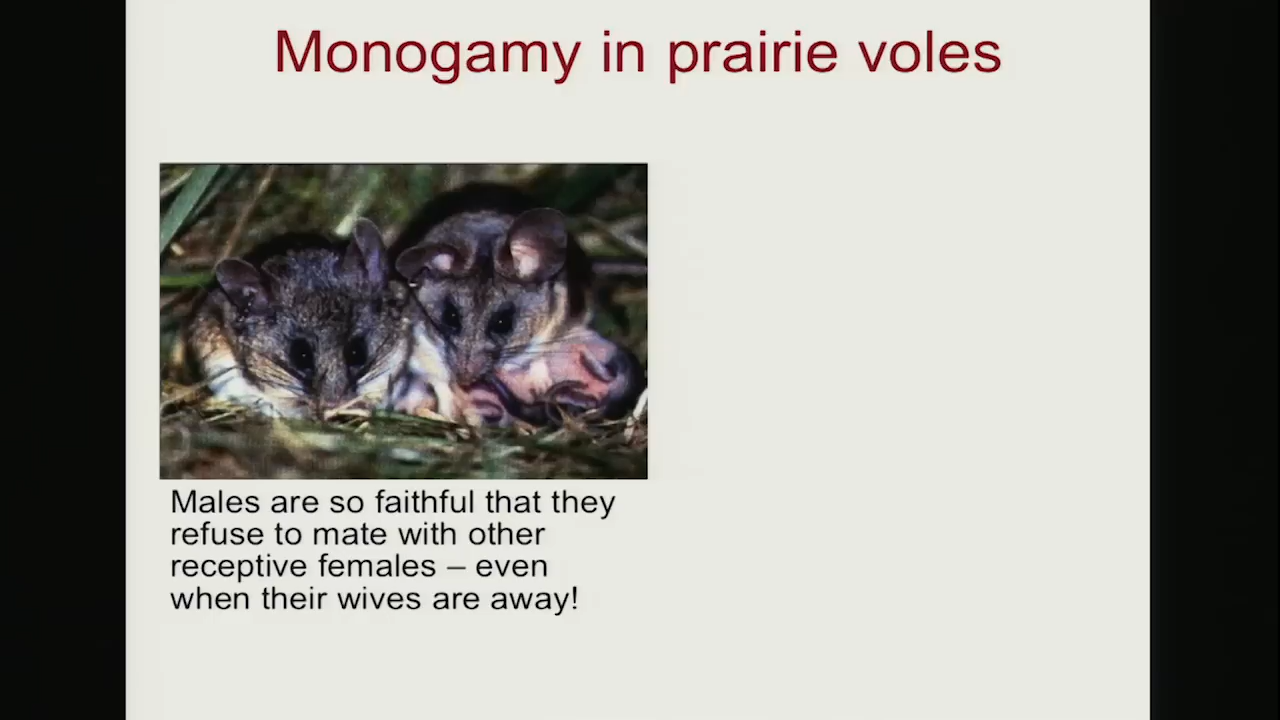 Monogamy in prairie voles
Males are so faithful that they
refuse to mate with other
receptive females – even
when their wives are away!